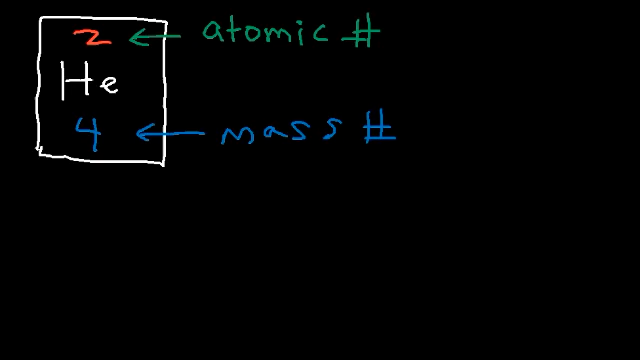 2 ← atomic #
He
4 ← mass #